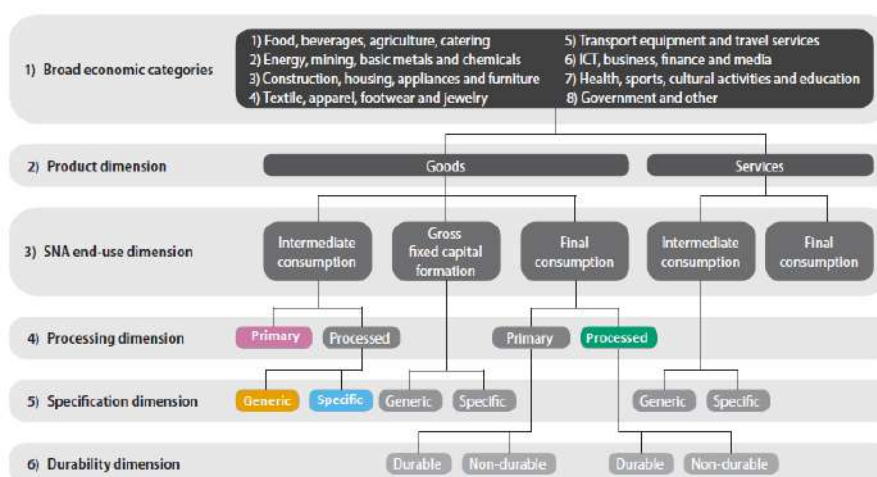 1) Broad economic categories
1) Food, beverages, agriculture, catering
2) Energy, mining, basic metals and chemicals
3) Construction, housing, appliances and furniture
4) Textile, apparel, footwear and jewelry
5) Transport equipment and travel services
6) ICT, business, finance and media
7) Health, sports, cultural activities and education
8) Government and other
2) Product dimension
Goods
Services
3) SNA end-use dimension
Intermediate
consumption
Gross
fixed capital
formation
Final
consumption
Intermediate
consumption
Final
consumption
4) Processing dimension
Primary
Processed
Primary
Processed
5) Specification dimension
Generic
Specific
Generic
Specific
Generic
Specific
6) Durability dimension
Durable
Non-durable
Durable
Non-durable